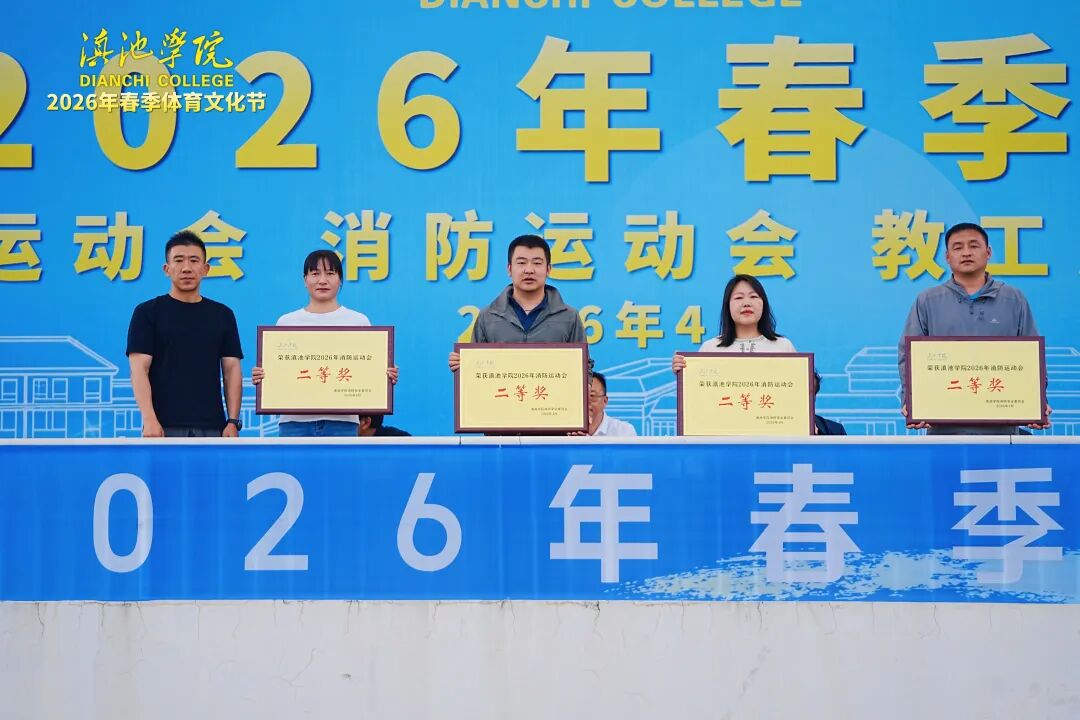 DIANCHI COLLEGE
滇池学院
DIANCHI COLLEGE
2026年春季体育文化节
2026年春季
运动会 消防运动会 教工
2026年4
荣获滇池学院2026年消防运动会
二等奖
荣获滇池学院2026年消防运动会
二等奖
荣获滇池学院2026年消防运动会
二等奖
荣获滇池学院2026年消防运动会
二等奖
026年春季